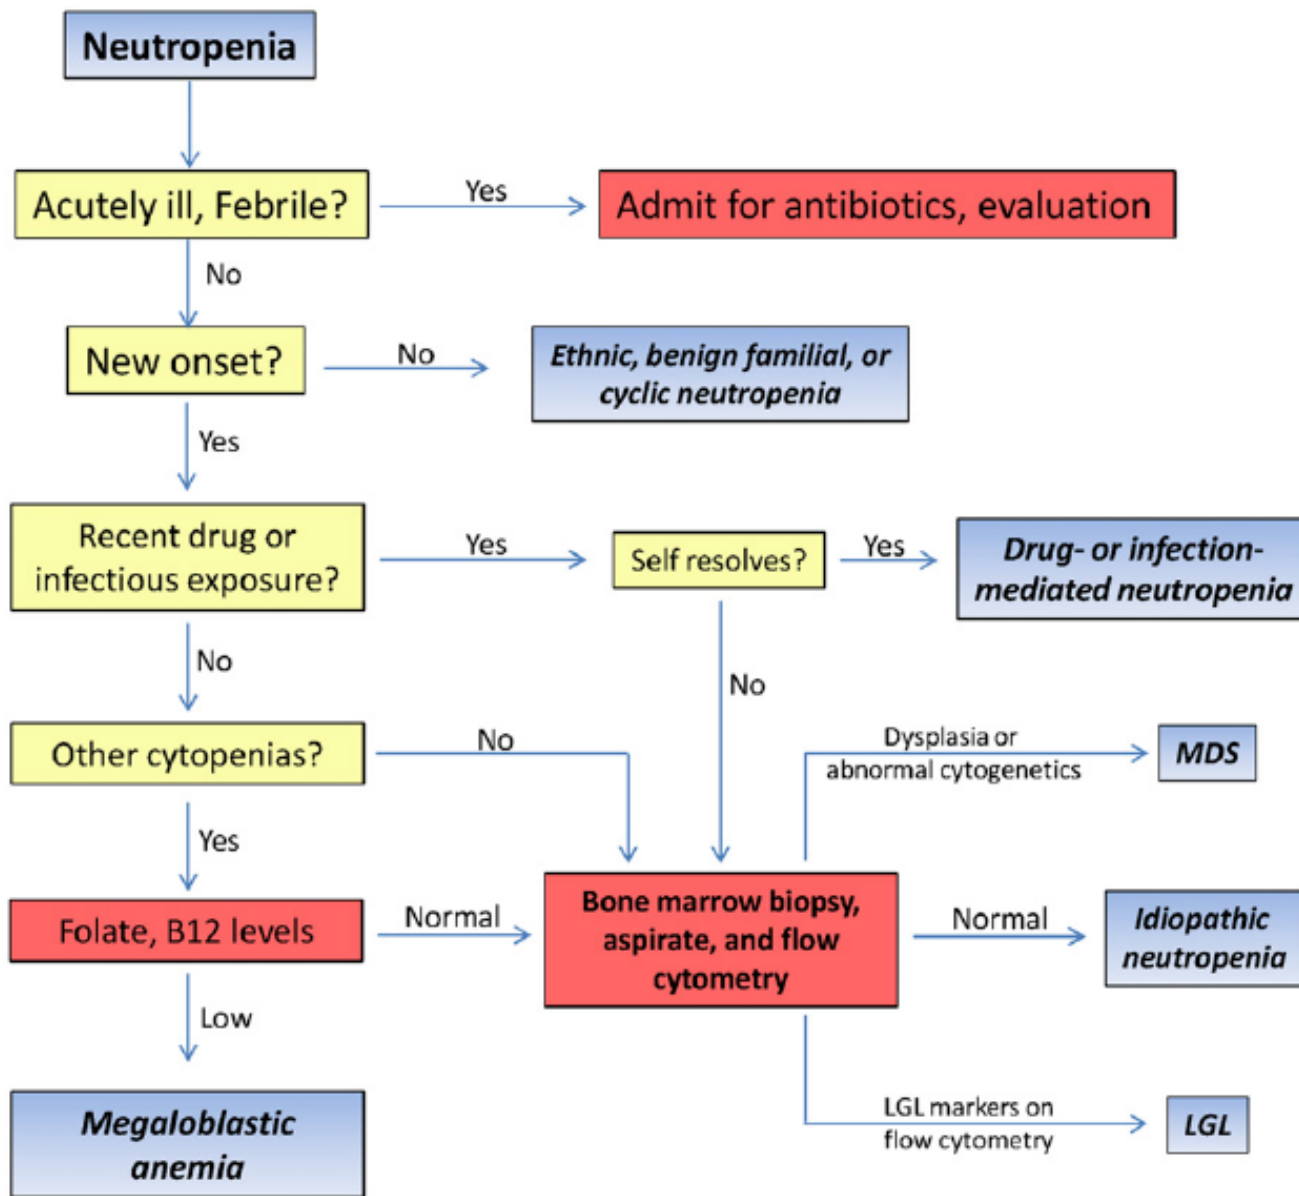 Neutropenia
Acutely ill, Febrile?
Yes
Admit for antibiotics, evaluation
No
New onset?
No
Ethnic, benign familial, or
cyclic neutropenia
Yes
Recent drug or
infectious exposure?
Yes
Self resolves?
Yes
Drug- or infection-
mediated neutropenia
No
No
Other cytopenias?
No
Dysplasia or
abnormal cytogenetics
MDS
Yes
Folate, B12 levels
Normal
Bone marrow biopsy,
aspirate, and flow
cytometry
Normal
Idiopathic
neutropenia
Low
Megaloblastic
anemia
LGL markers on
flow cytometry
LGL